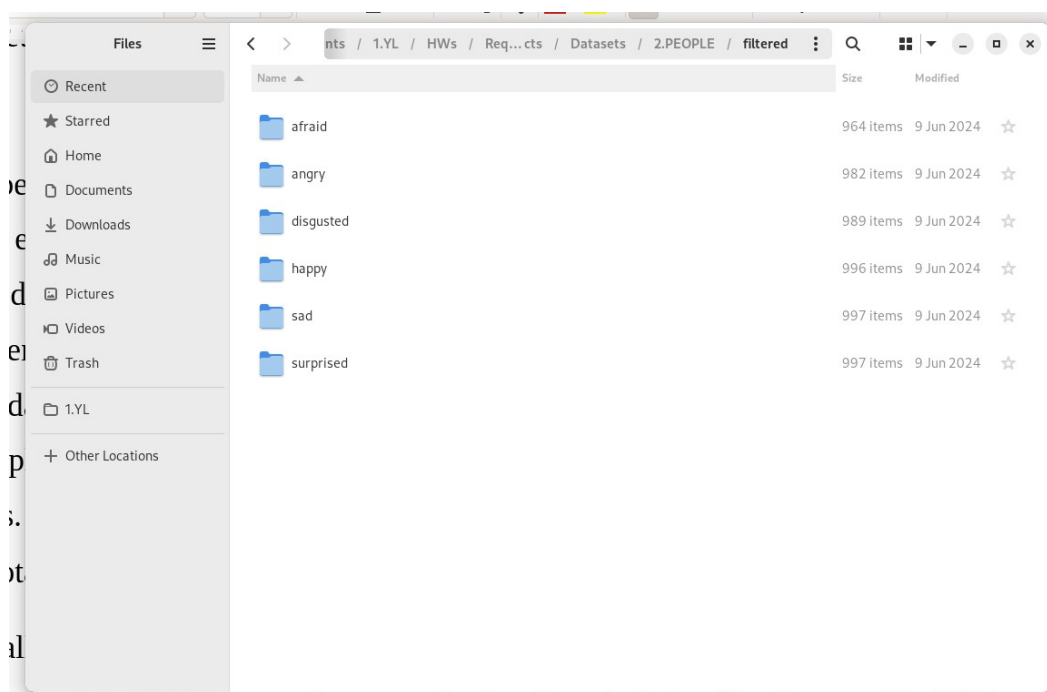 Files
nts / 1.YL / HWs / Req...cts / Datasets / 2.PEOPLE / filtered
Recent
Starred
Home
Documents
Downloads
Music
Pictures
Videos
Trash
1.YL
Other Locations
Name Size Modified
afraid 964 items 9 Jun 2024
angry 982 items 9 Jun 2024
disgusted 989 items 9 Jun 2024
happy 996 items 9 Jun 2024
sad 997 items 9 Jun 2024
surprised 997 items 9 Jun 2024